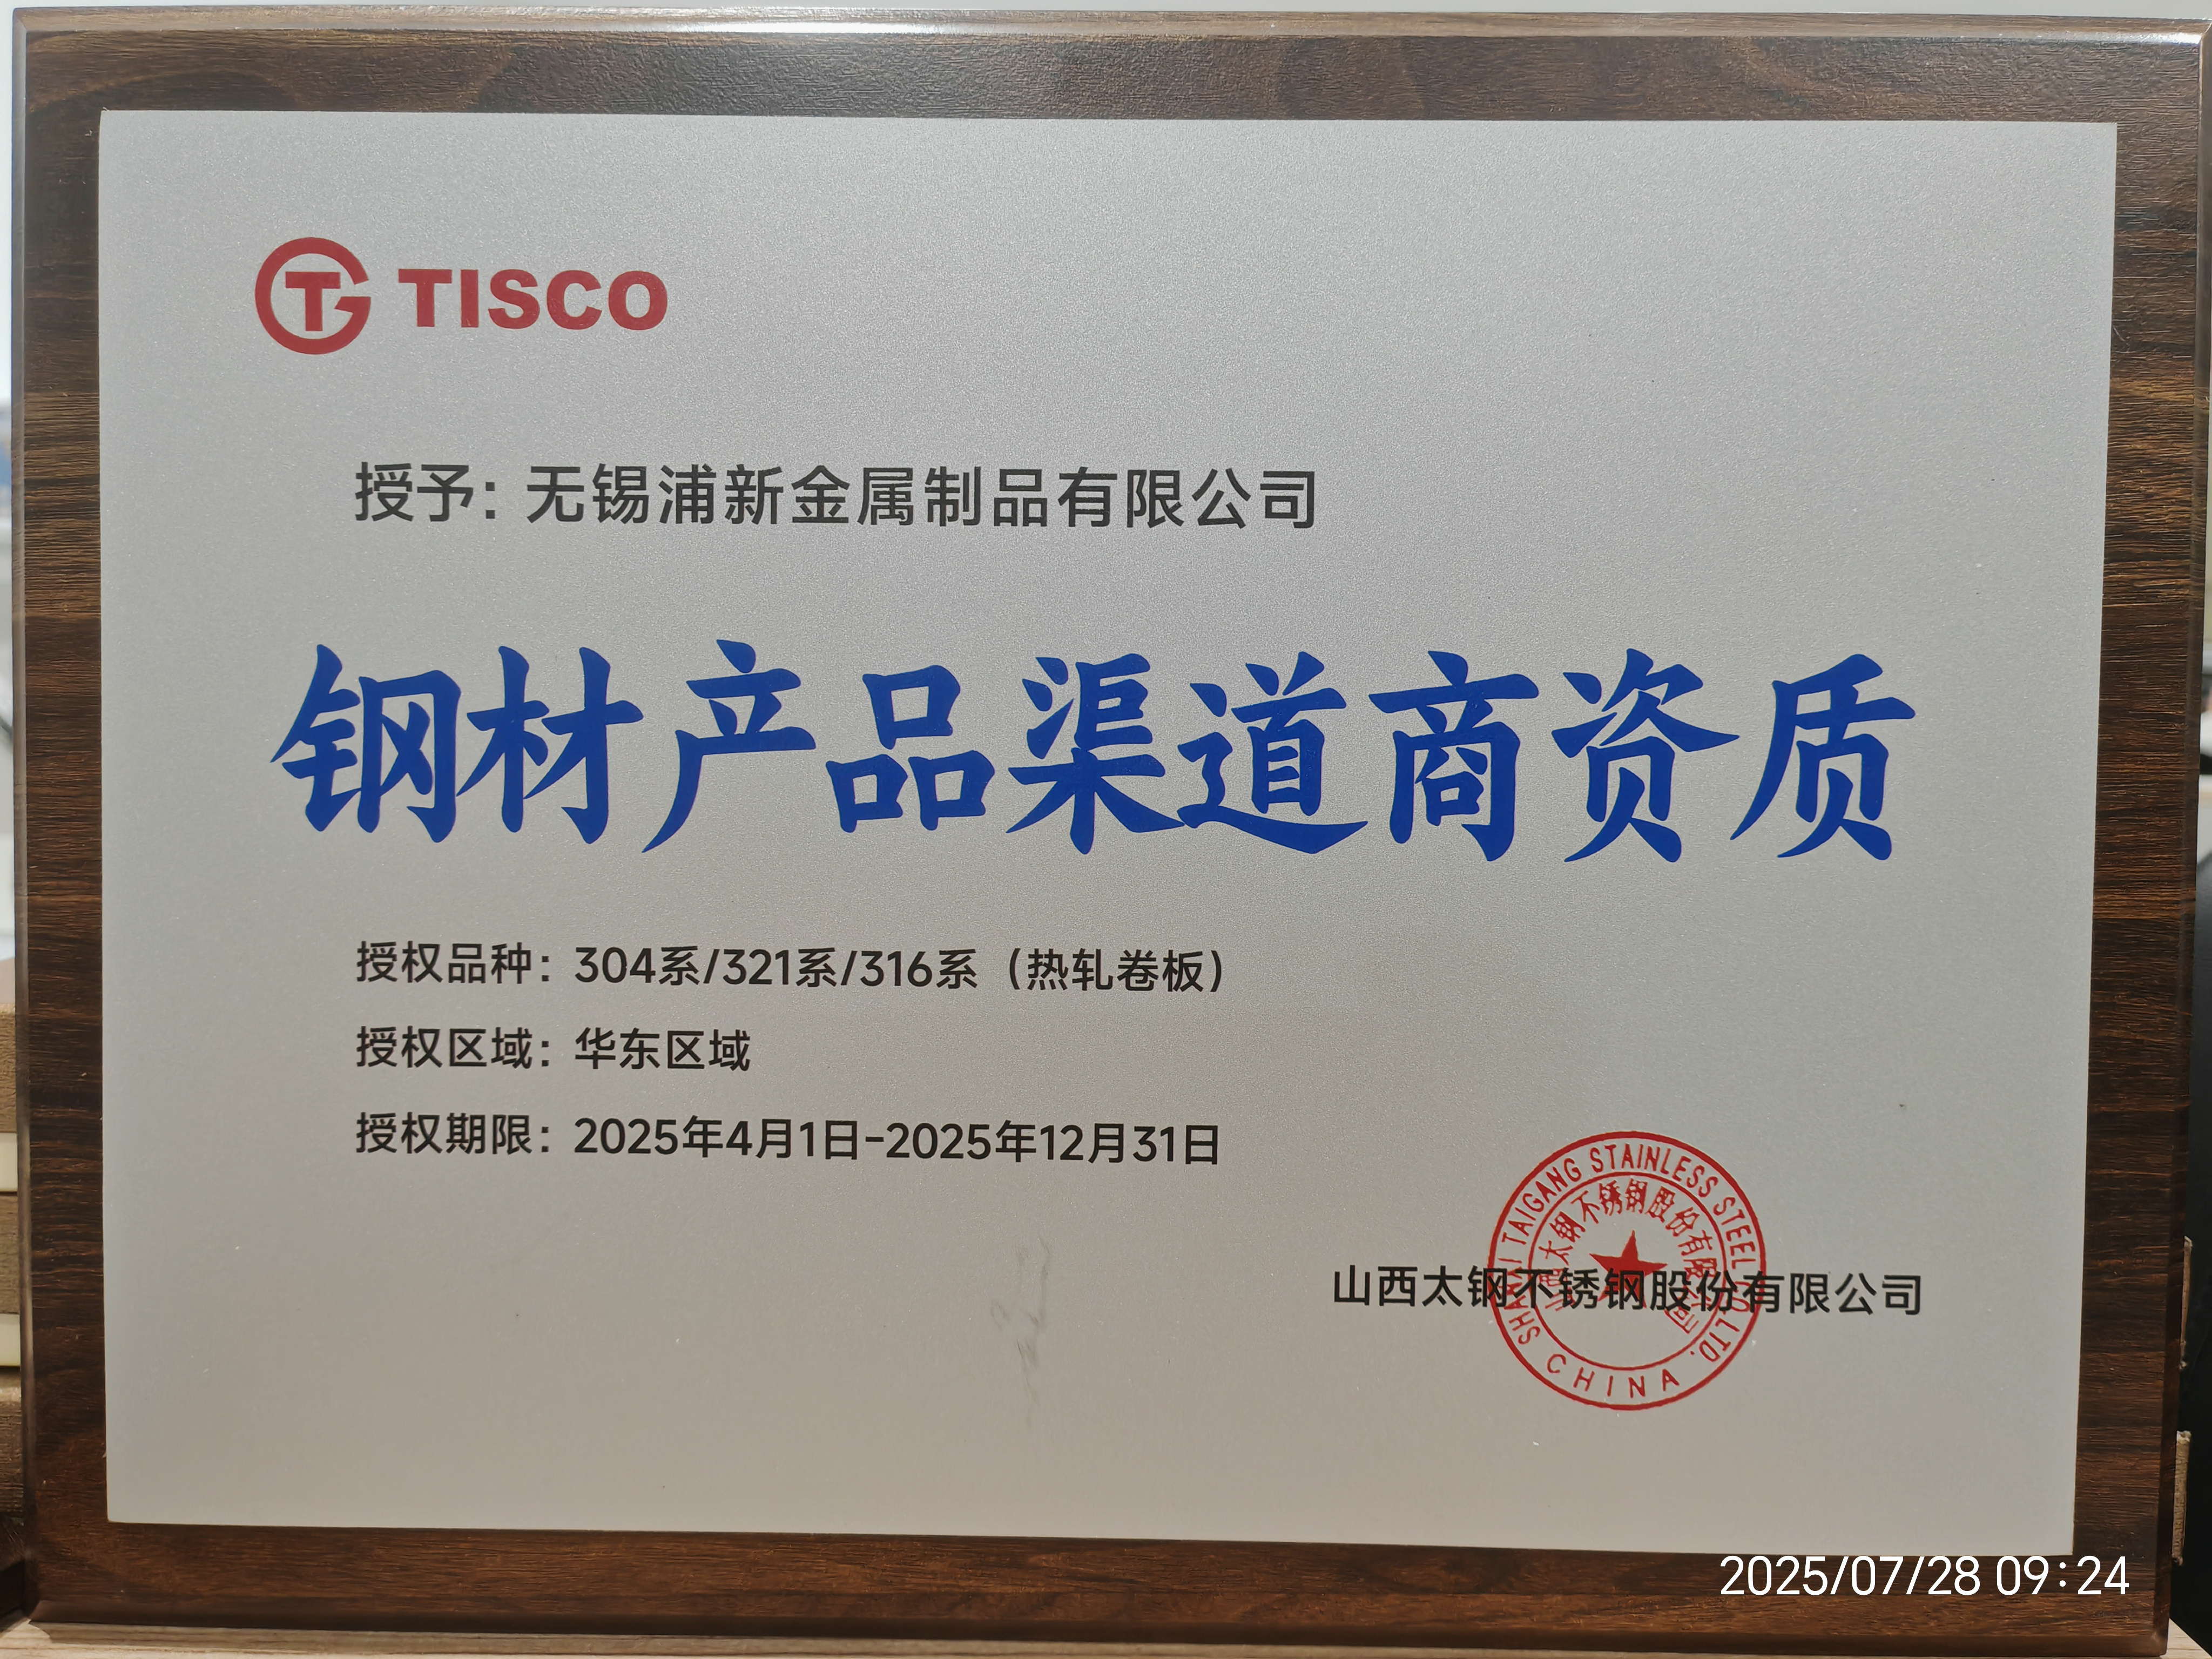 TISCO
授予: 无锡浦新金属制品有限公司
钢材产品渠道商资质
授权品种: 304系/321系/316系（热轧卷板）
授权区域: 华东区域
授权期限: 2025年4月1日-2025年12月31日
SHANXI TAIGANG STAINLESS STEEL CO.,LTD.
山西太钢不锈钢股份有限公司
CHINA
山西太钢不锈钢股份有限公司
2025/07/28 09:24